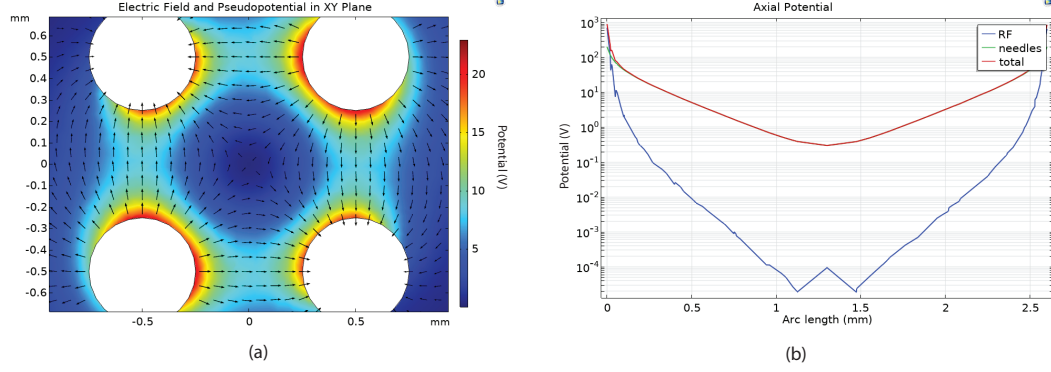 Electric Field and Pseudopotential in XY Plane
mm
0.6
0.5
0.4
0.3
0.2
0.1
0
-0.1
-0.2
-0.3
-0.4
-0.5
-0.6
-0.5
0
0.5
mm
20
15
10
5
Potential (V)
(a)
Axial Potential
10³
10²
10¹
10⁰
10⁻¹
10⁻²
10⁻³
10⁻⁴
Potential (V)
RF
needles
total
0
0.5
1
1.5
2
2.5
Arc length (mm)
(b)